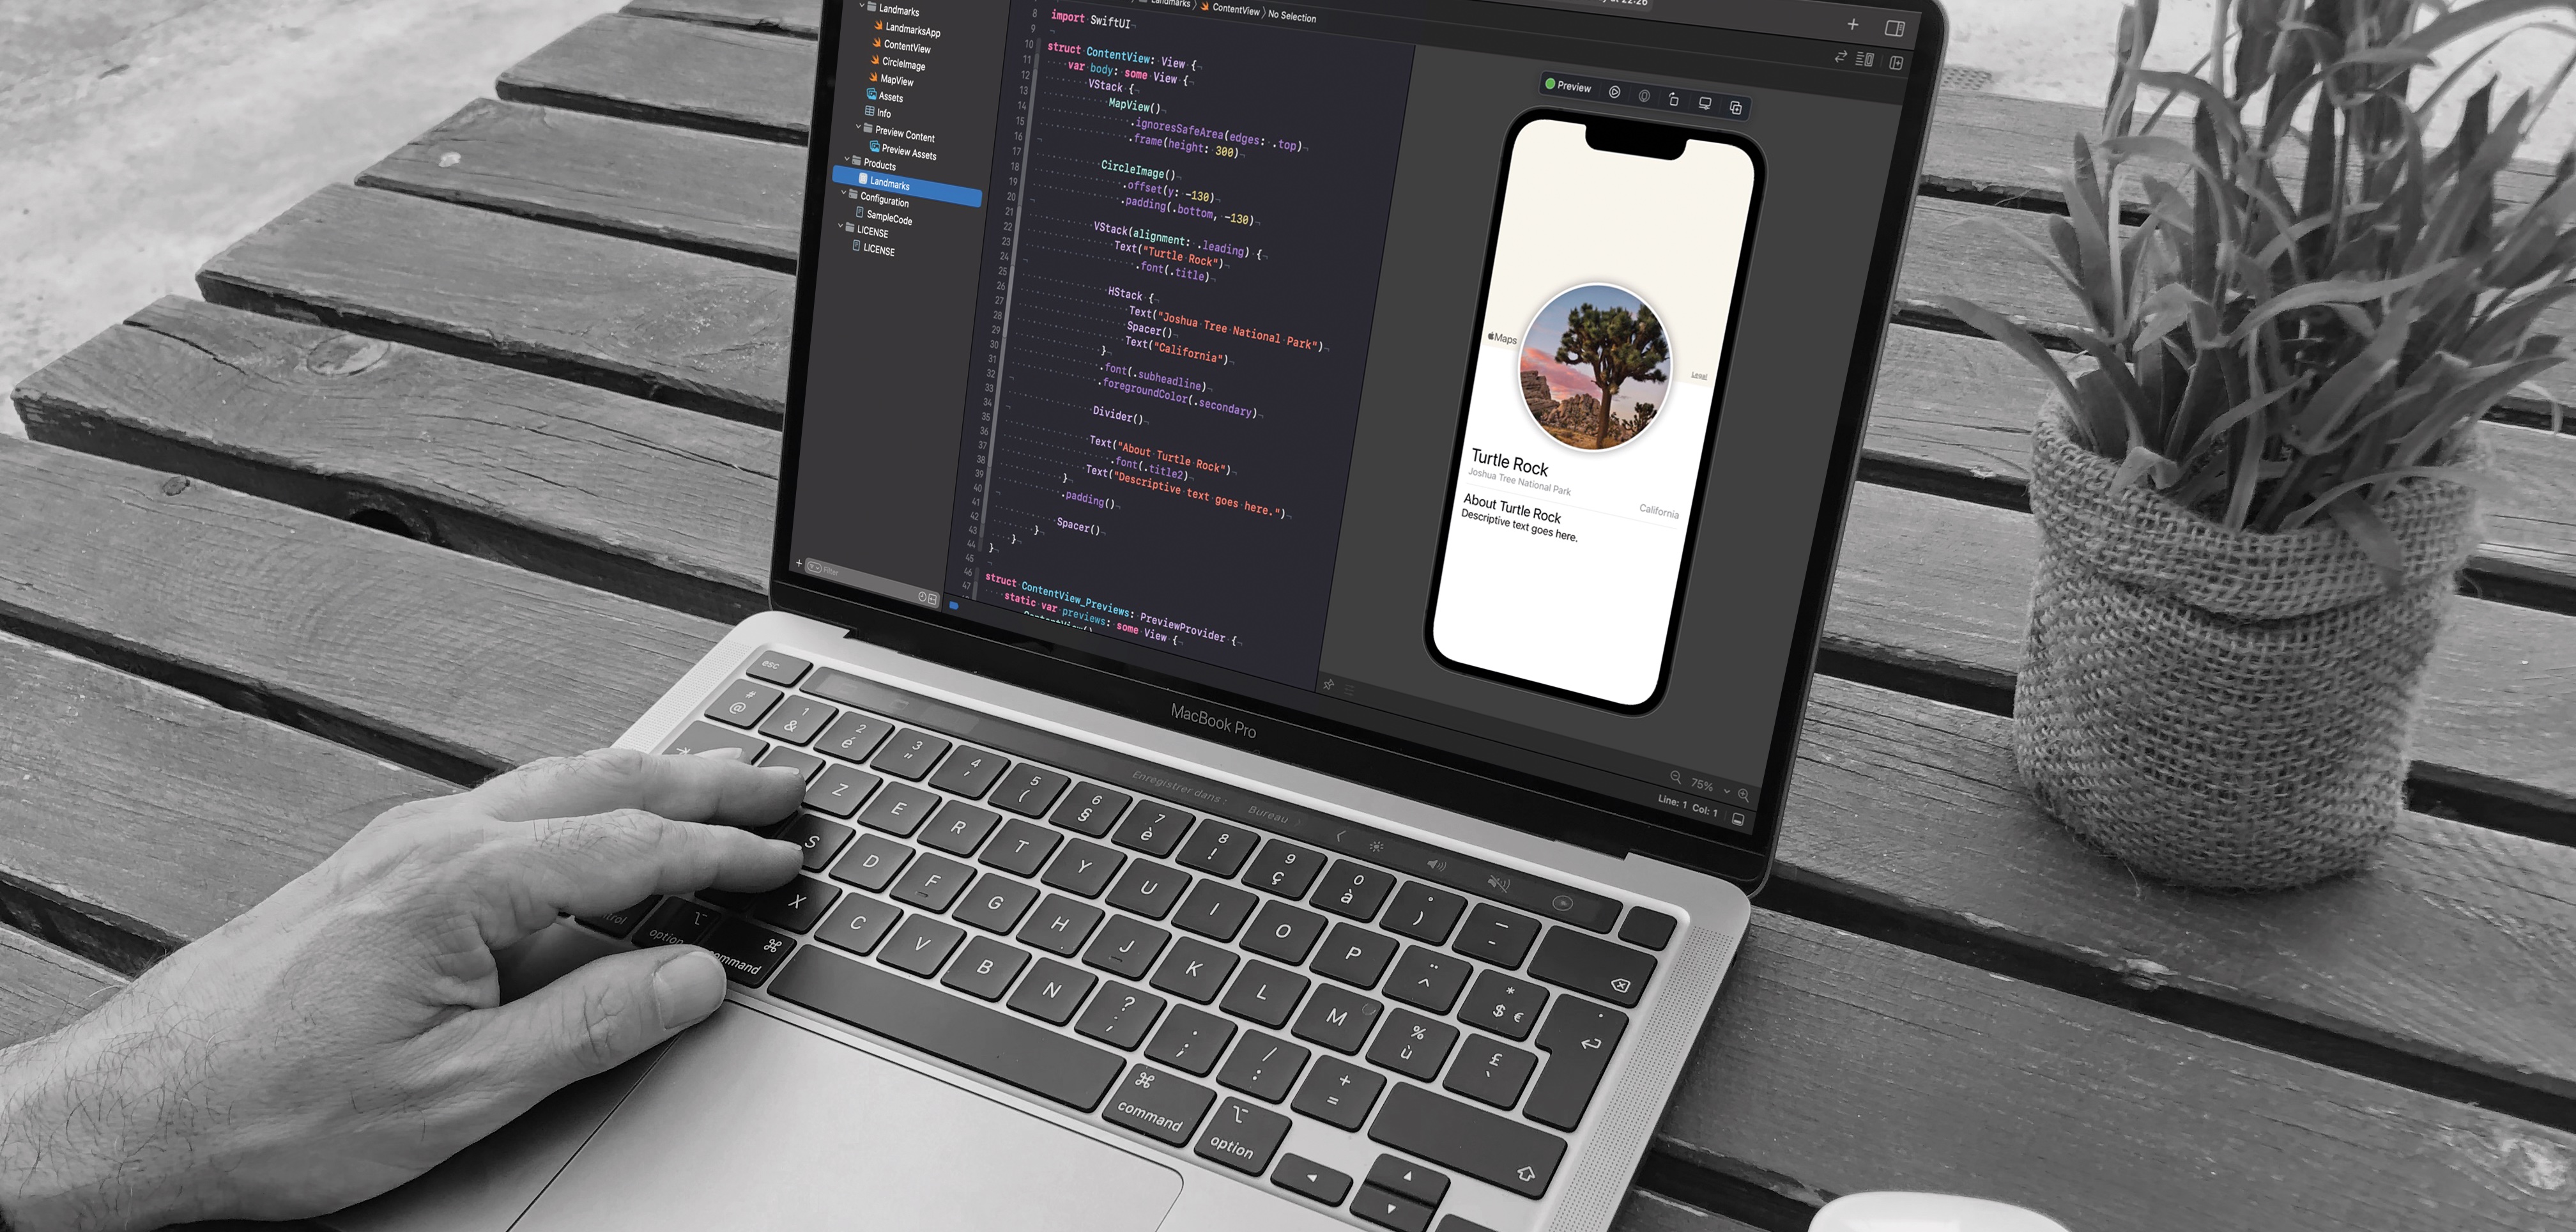 Landmarks
LandmarksApp
ContentView
CircleImage
MapView
Assets
Info
Preview Content
Preview Assets
Products
Landmarks
Configuration
SampleCode
LICENSE
LICENSE
Filter
Landmarks 〉 ContentView 〉 No Selection
8
9
10
11
12
13
14
15
16
17
18
19
20
21
22
23
24
25
26
27
28
29
30
31
32
33
34
35
36
37
38
39
40
41
42
43
44
45
46
47
import SwiftUI
struct ContentView: View {
var body: some View {
VStack {
MapView()
.ignoresSafeArea(edges: .top)
.frame(height: 300)
CircleImage()
.offset(y: -130)
.padding(.bottom, -130)
VStack(alignment: .leading) {
Text("Turtle Rock")
.font(.title)
HStack {
Text("Joshua Tree National Park")
Spacer()
Text("California")
}
.font(.subheadline)
.foregroundColor(.secondary)
Divider()
Text("About Turtle Rock")
.font(.title2)
Text("Descriptive text goes here.")
}
.padding()
Spacer()
}
}
}
struct ContentView_Previews: PreviewProvider {
static var previews: some View {
Preview
Maps
Legal
Turtle Rock
Joshua Tree National Park
California
About Turtle Rock
Descriptive text goes here.
75%
Line: 1 Col: 1
MacBook Pro
Enregistrer dans : Bureau
esc
# @
1 &
2 é
3 "
4 '
5 (
6 §
7 è
8 !
9 ç
0 à
° )
_ -
Z E R T Y U I O P
¨ ^
* $ €
S D F G H J K L M
% ù
£ `
X C V B N
? ,
. ;
/ :
+ =
option
command
command
option